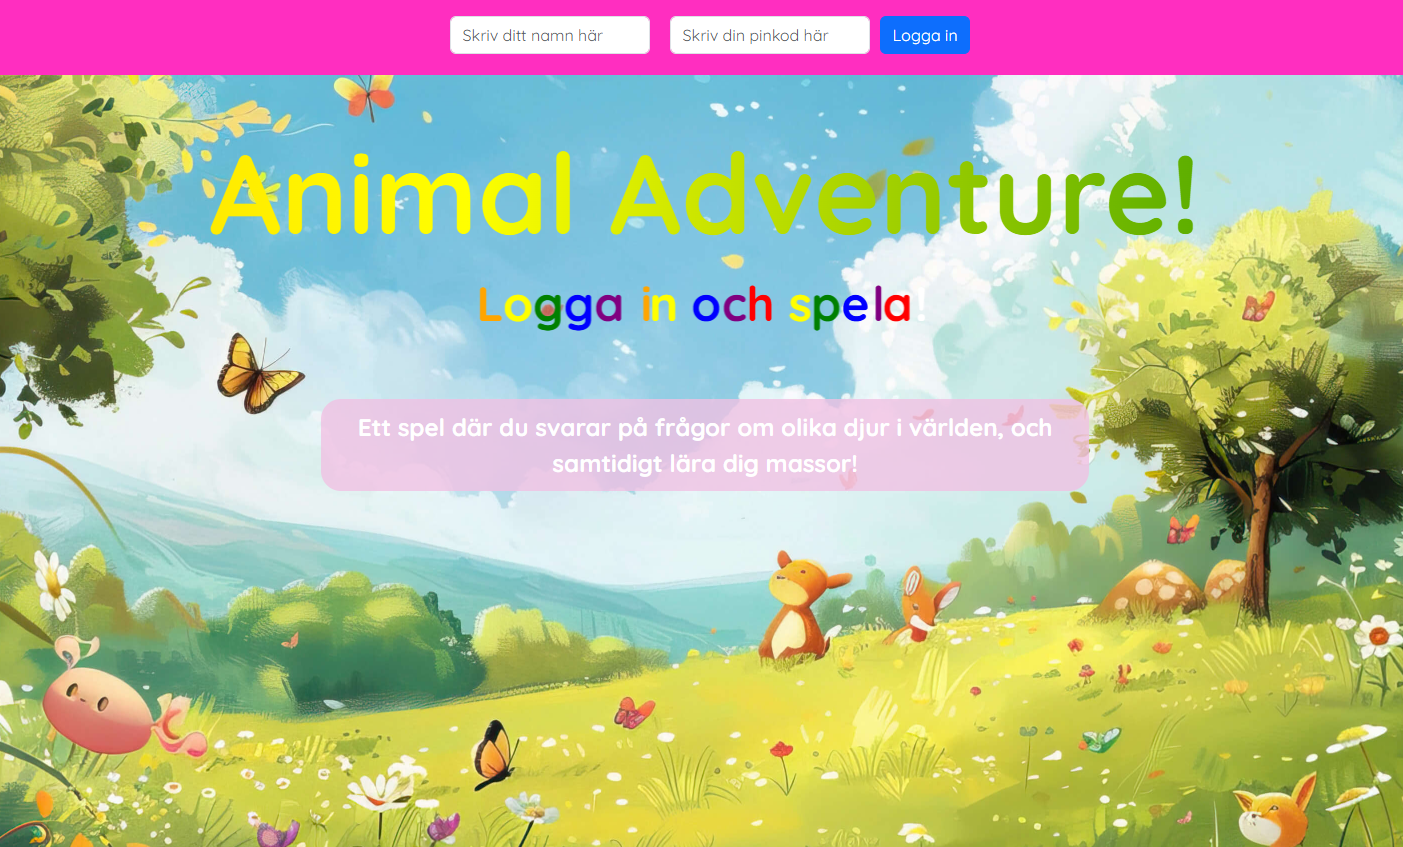 Skriv ditt namn här
Skriv din pinkod här
Logga in
Animal Adventure!
Logga in och spela!
Ett spel där du svarar på frågor om olika djur i världen, och
samtidigt lära dig massor!